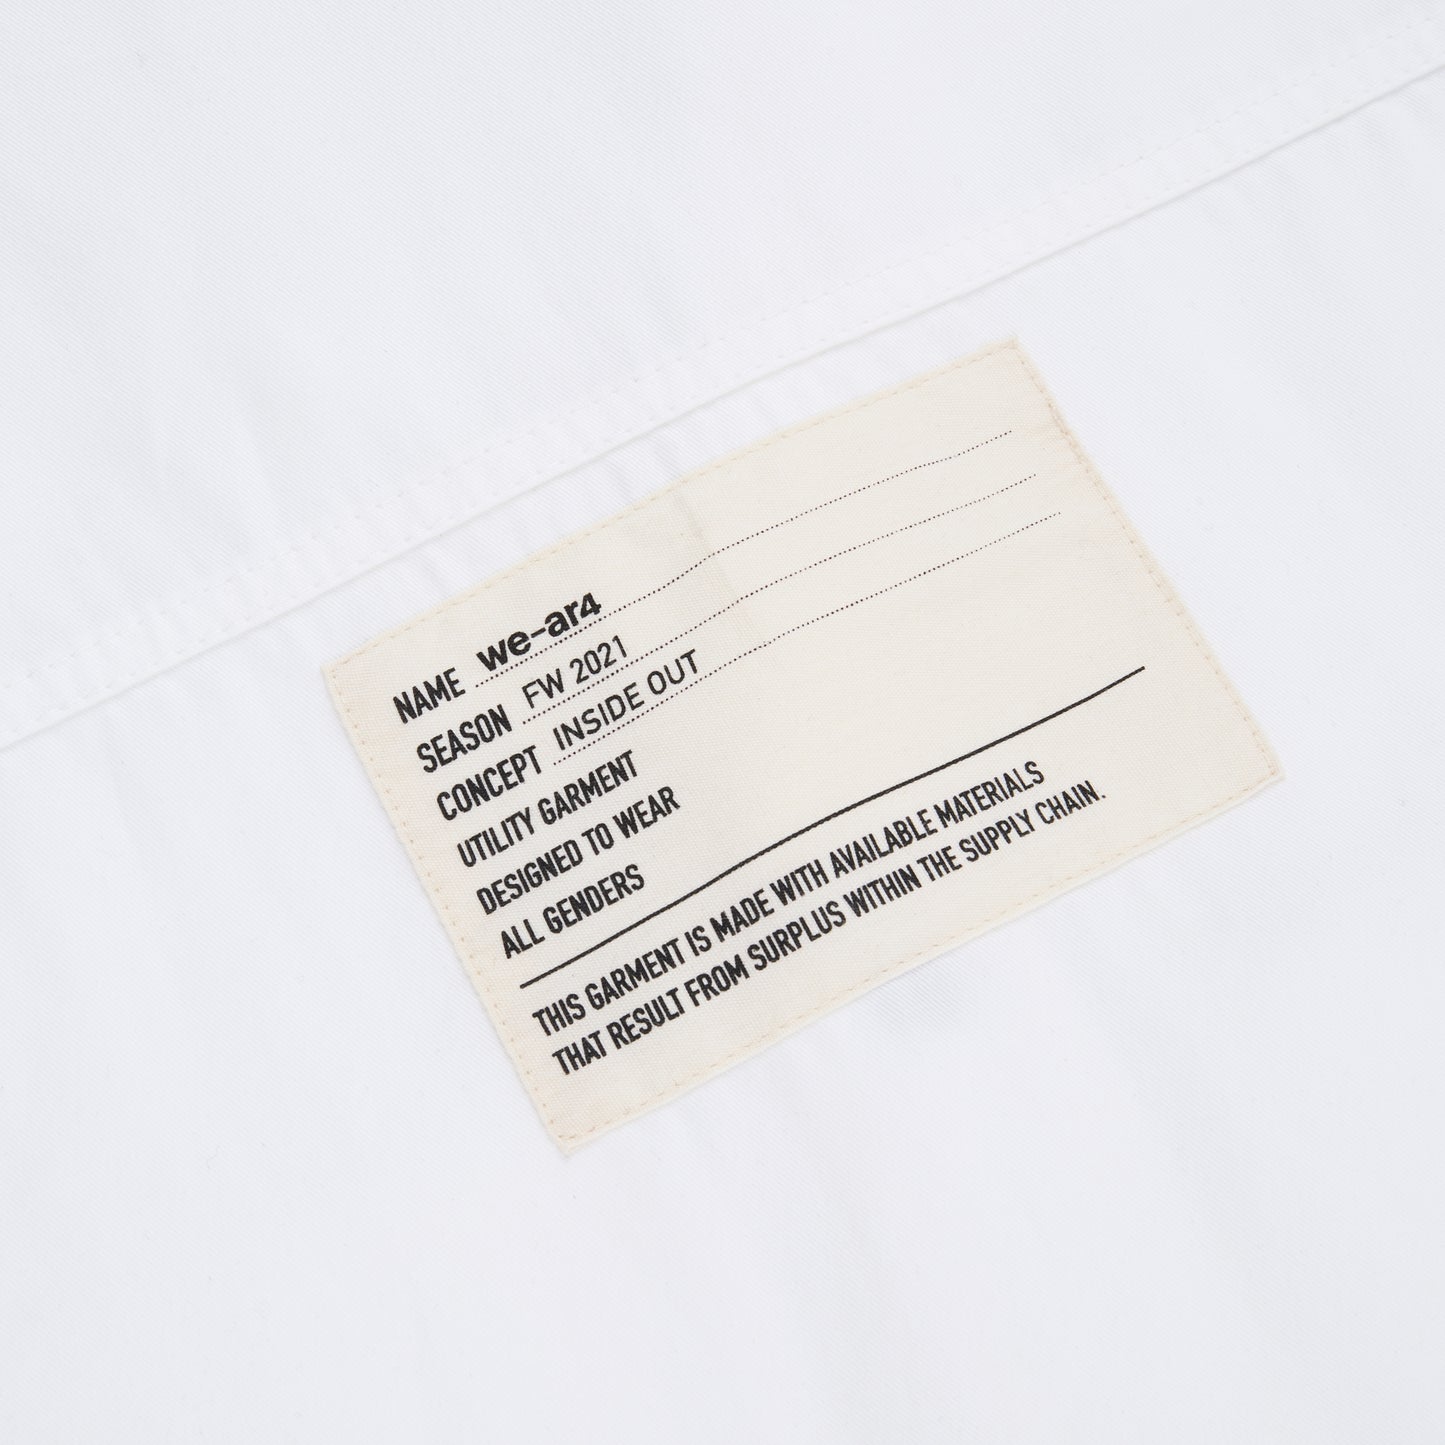 NAME we-ar4
SEASON FW 2021
CONCEPT INSIDE OUT
UTILITY GARMENT
DESIGNED TO WEAR
ALL GENDERS
THIS GARMENT IS MADE WITH AVAILABLE MATERIALS
THAT RESULT FROM SURPLUS WITHIN THE SUPPLY CHAIN.